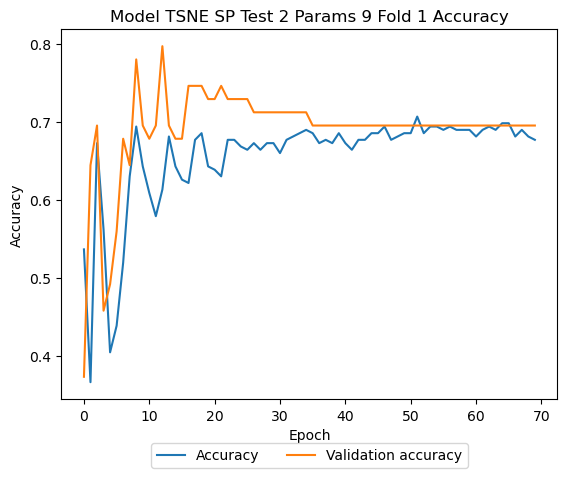 Model TSNE SP Test 2 Params 9 Fold 1 Accuracy
0.8
0.7
0.6
0.5
0.4
Accuracy
0 10 20 30 40 50 60 70
Epoch
Accuracy Validation accuracy